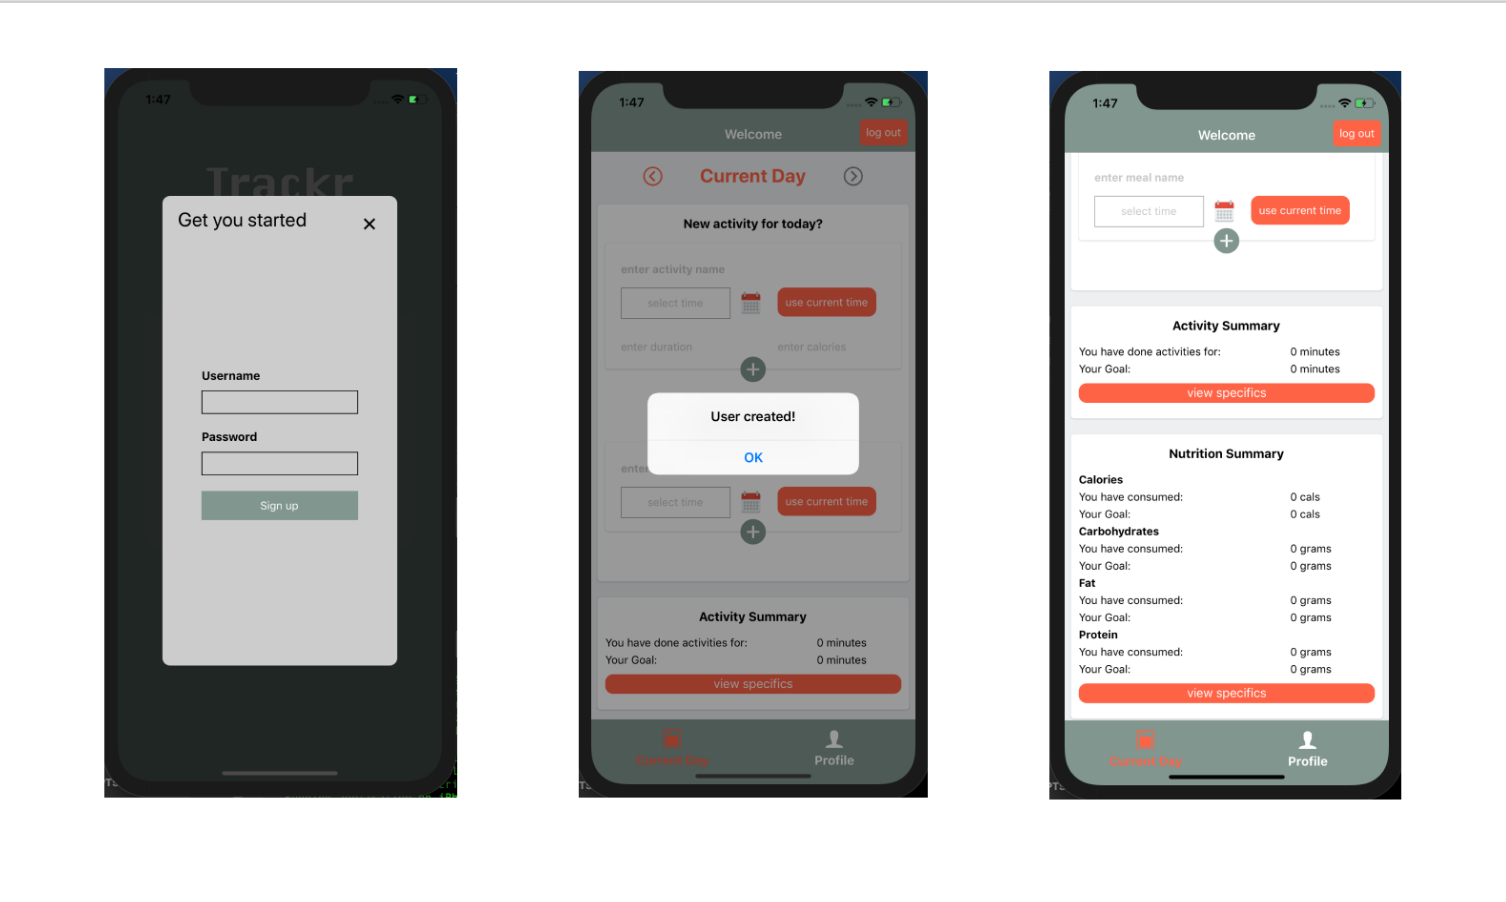 1:47
Trackr
Get you started ×
Username
Password
Sign up
1:47
Welcome
log out
Current Day
New activity for today?
enter activity name
select time
use current time
enter duration
enter calories
User created!
OK
select time
use current time
Activity Summary
You have done activities for: 0 minutes
Your Goal: 0 minutes
view specifics
Current Day
Profile
1:47
Welcome
log out
enter meal name
select time
use current time
Activity Summary
You have done activities for: 0 minutes
Your Goal: 0 minutes
view specifics
Nutrition Summary
Calories
You have consumed: 0 cals
Your Goal: 0 cals
Carbohydrates
You have consumed: 0 grams
Your Goal: 0 grams
Fat
You have consumed: 0 grams
Your Goal: 0 grams
Protein
You have consumed: 0 grams
Your Goal: 0 grams
view specifics
Current Day
Profile